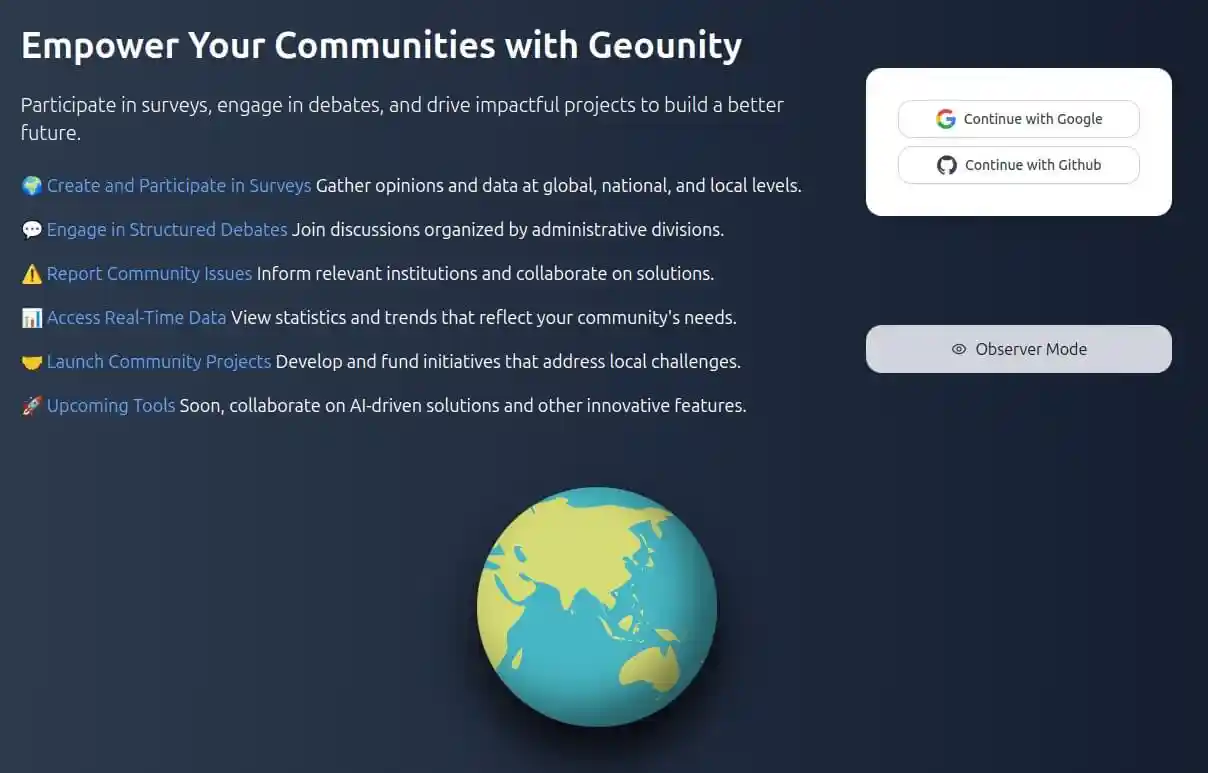 Empower Your Communities with Geounity
Participate in surveys, engage in debates, and drive impactful projects to build a better
future.
Create and Participate in Surveys Gather opinions and data at global, national, and local levels.
Engage in Structured Debates Join discussions organized by administrative divisions.
Report Community Issues Inform relevant institutions and collaborate on solutions.
Access Real-Time Data View statistics and trends that reflect your community's needs.
Launch Community Projects Develop and fund initiatives that address local challenges.
Upcoming Tools Soon, collaborate on AI-driven solutions and other innovative features.
Continue with Google
Continue with Github
Observer Mode